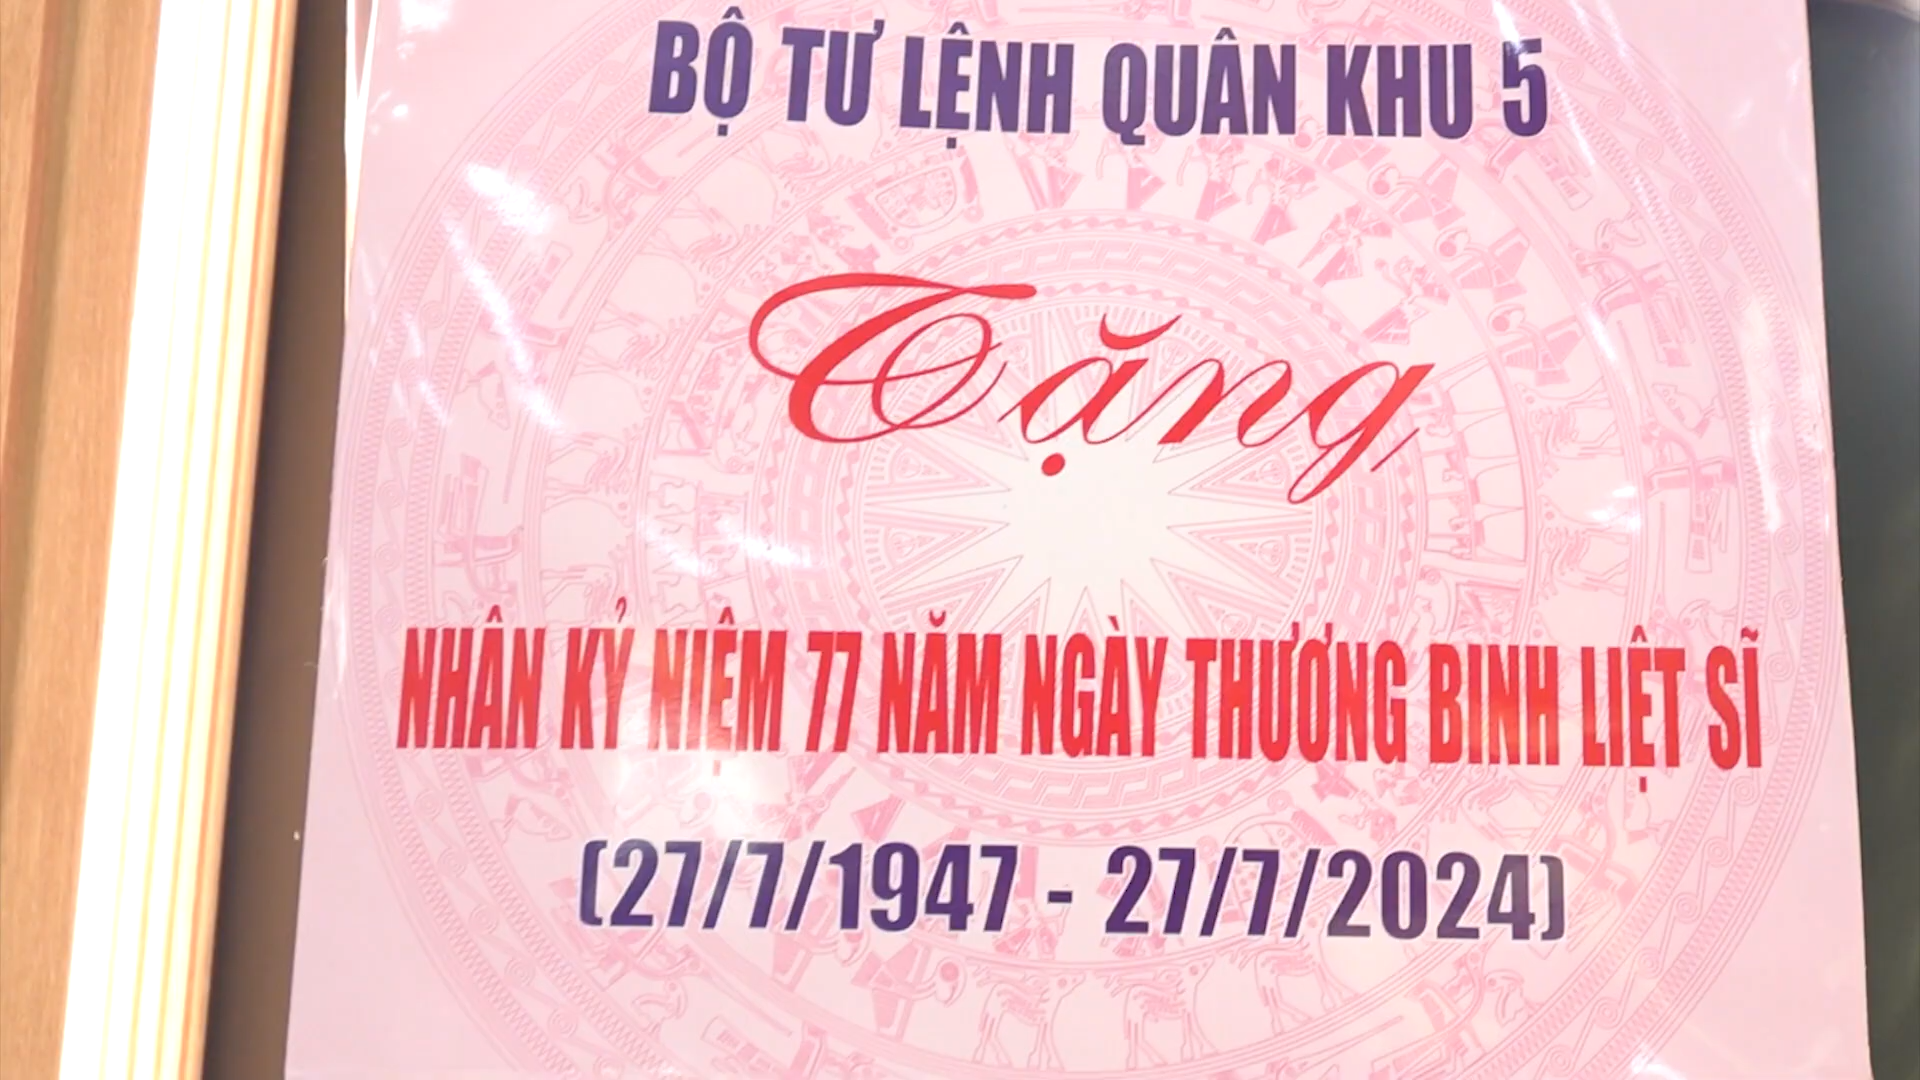 BỘ TƯ LỆNH QUÂN KHU 5
Tặng
NHÂN KỶ NIỆM 77 NĂM NGÀY THƯƠNG BINH LIỆT SĨ
(27/7/1947 - 27/7/2024)